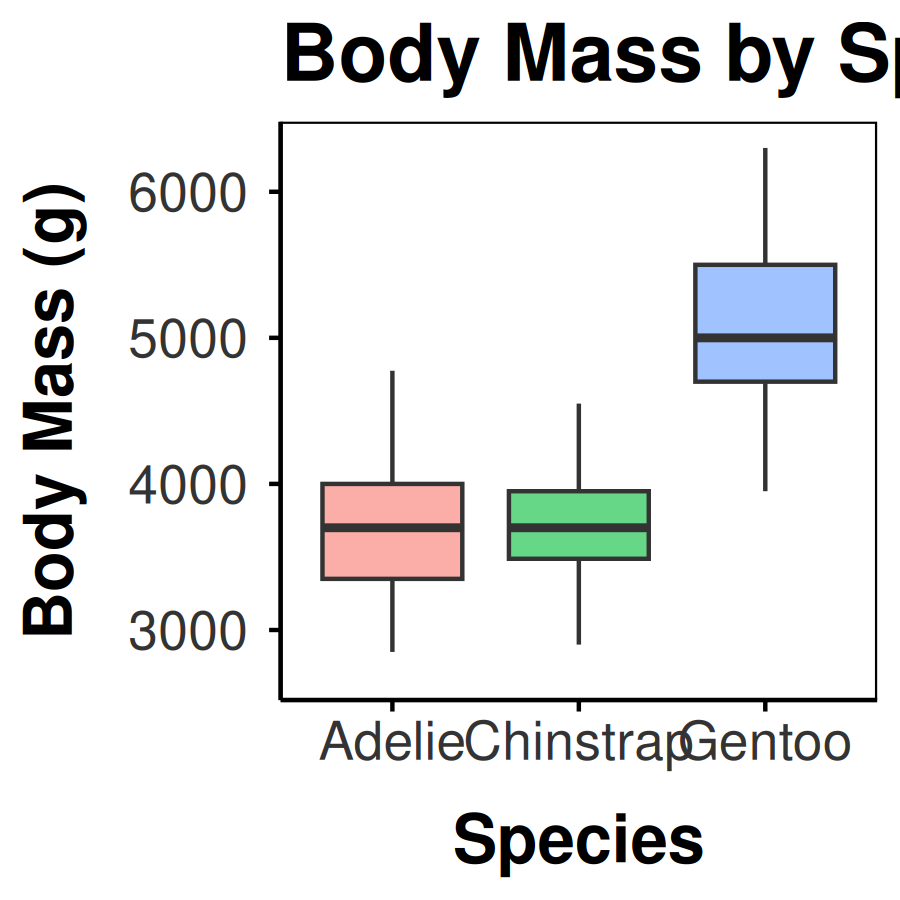 Body Mass by Sp
Body Mass (g)
6000
5000
4000
3000
Adelie Chinstrap Gentoo
Species